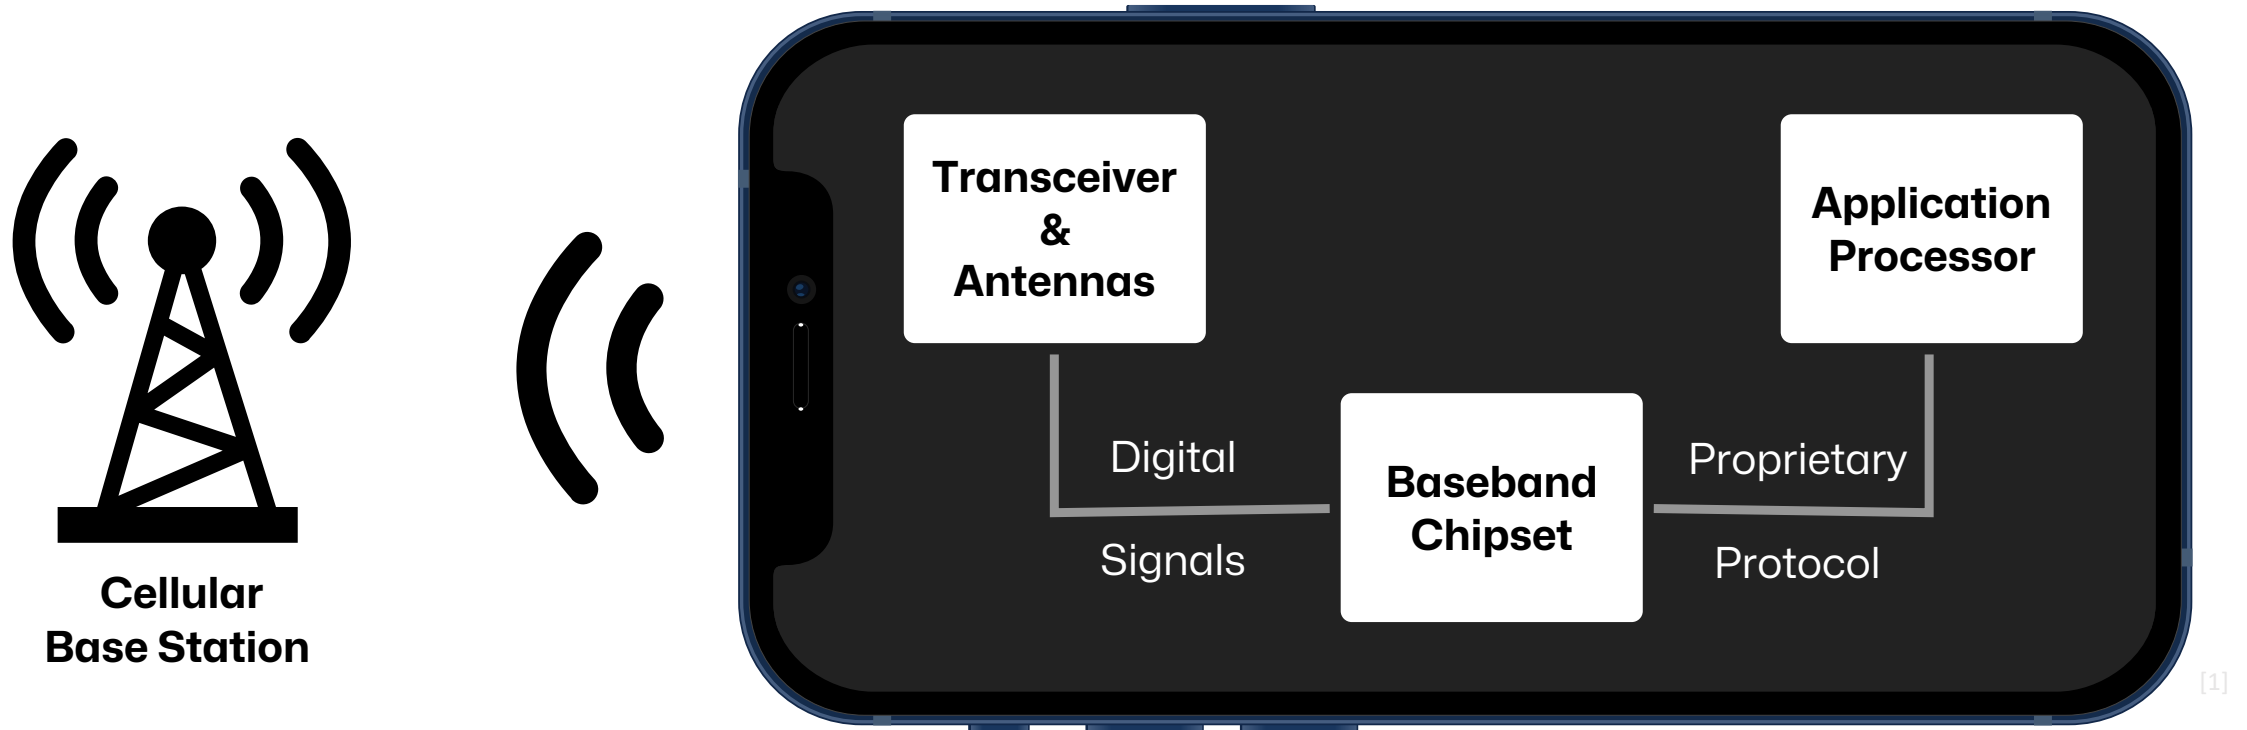 Cellular
Base Station
Transceiver
&
Antennas
Digital
Signals
Baseband
Chipset
Proprietary
Protocol
Application
Processor
[1]